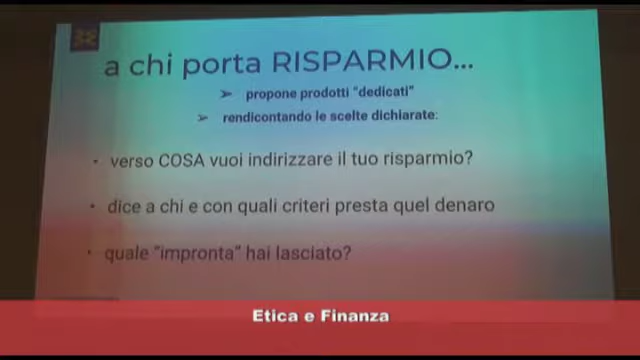 a chi porta RISPARMIO...
➢ propone prodotti “dedicati”
➢ rendicontando le scelte dichiarate:
• verso COSA vuoi indirizzare il tuo risparmio?
• dice a chi e con quali criteri presta quel denaro
• quale “impronta” hai lasciato?
Etica e Finanza